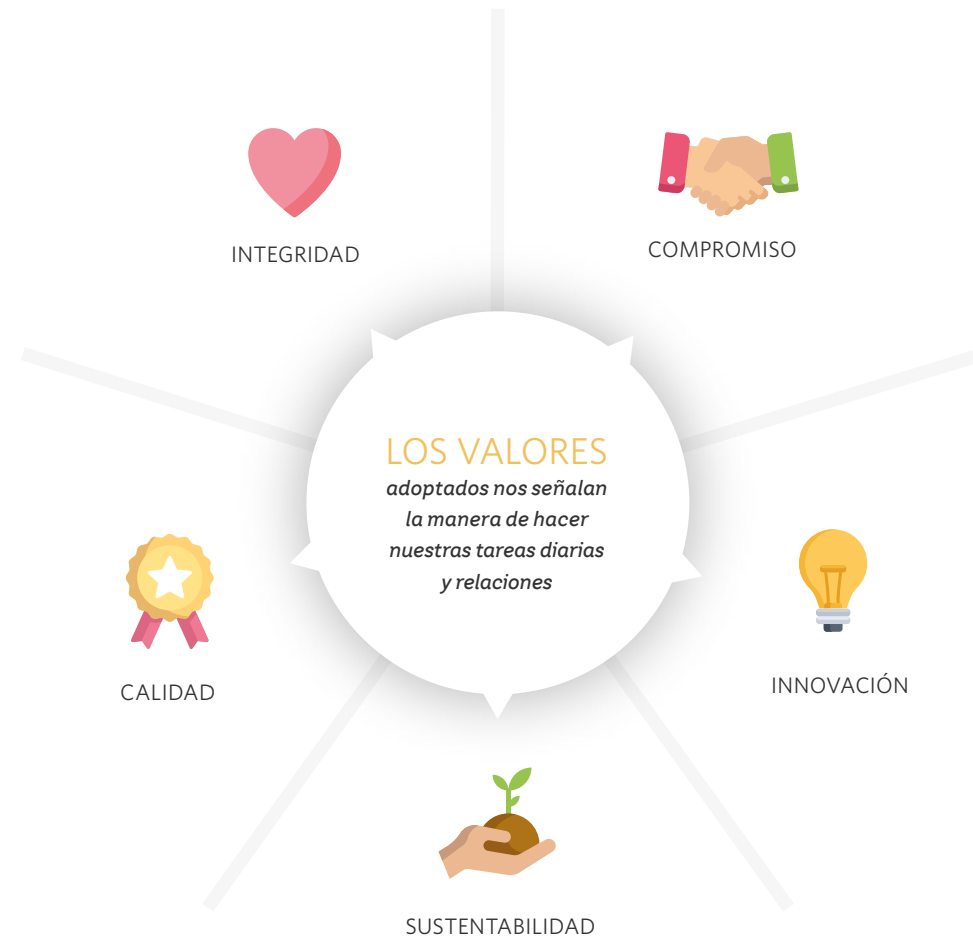 INTEGRIDAD
COMPROMISO
LOS VALORES
adoptados nos señalan
la manera de hacer
nuestras tareas diarias
y relaciones
CALIDAD
INNOVACIÓN
SUSTENTABILIDAD